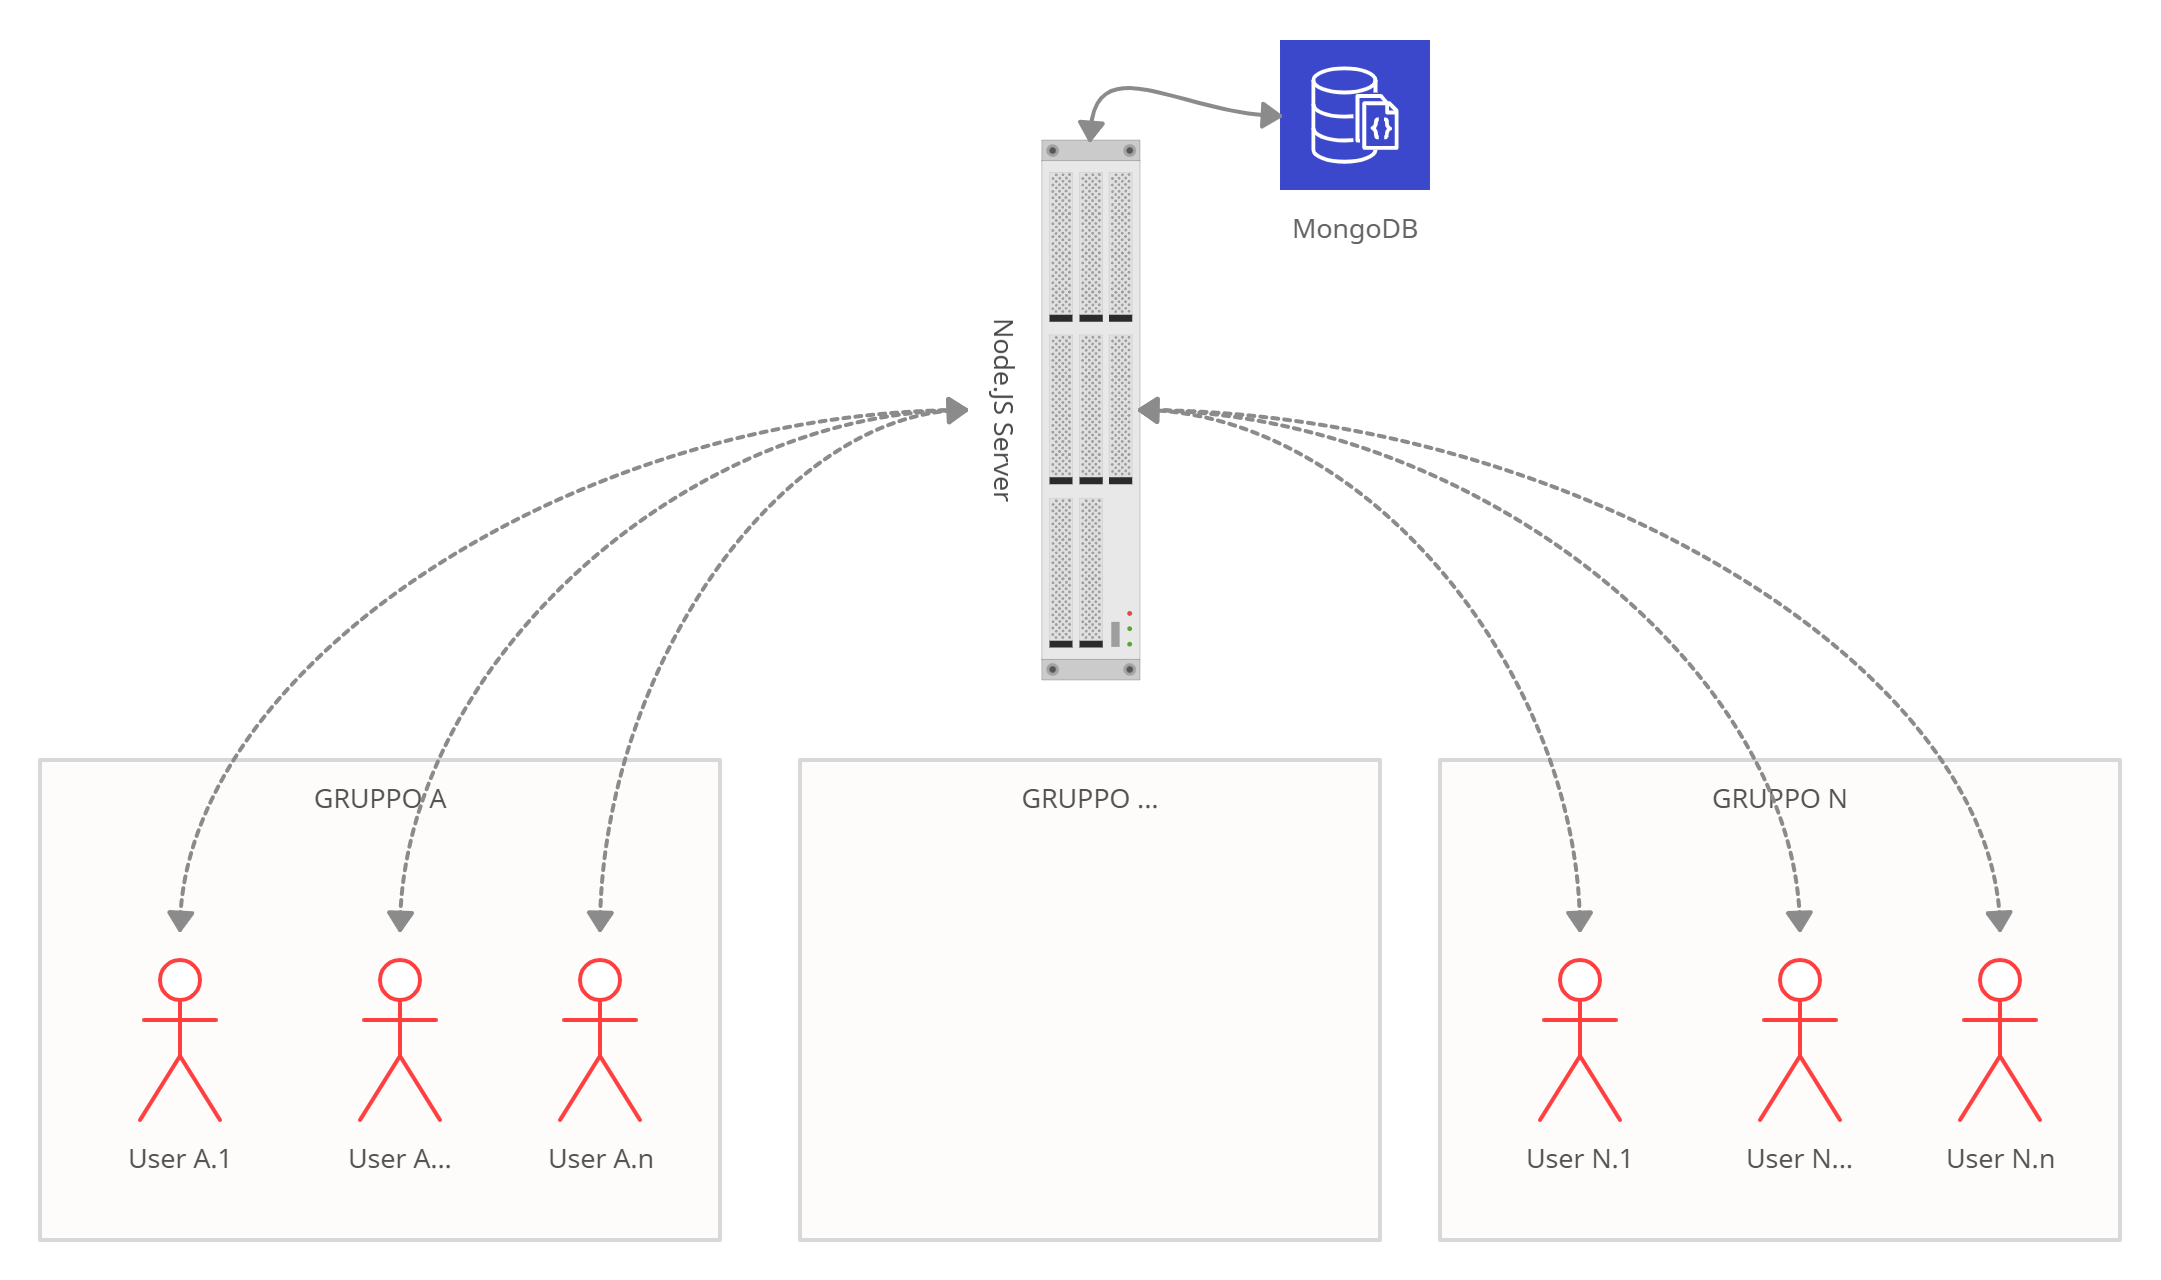 MongoDB
Node.JS Server
GRUPPO A
GRUPPO ...
GRUPPO N
User A.1
User A...
User A.n
User N.1
User N...
User N.n